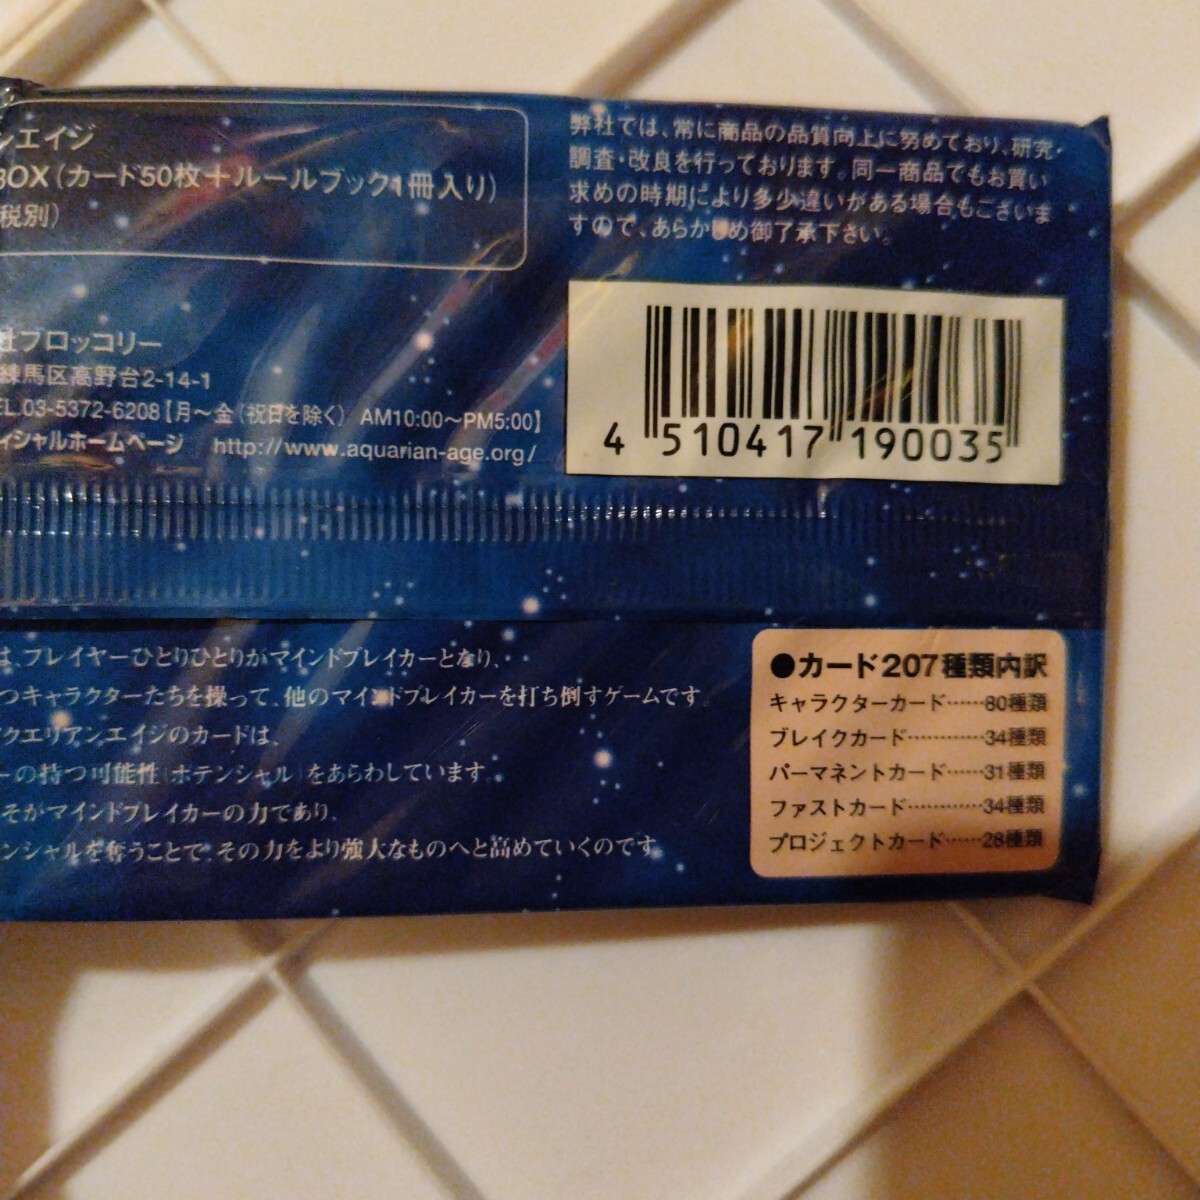 ンエイジ
BOX(カード50枚＋ルールブック1冊入り)
税別)
弊社では、常に商品の品質向上に努めており、研究・
調査・改良を行っております。同一商品でもお買い
求めの時期により多少違いがある場合もございま
すので、あらかじめ御了承下さい。
社ブロッコリー
練馬区高野台2-14-1
EL.03-5372-6208【月～金(祝日を除く) AM10:00～PM5:00】
ィシャルホームページ http://www.aquarian-age.org/
4 510417 190035
は、プレイヤーひとりひとりがマインドブレイカーとなり、
つキャラクターたちを操って、他のマインドブレイカーを打ち倒すゲームです。
クエリアンエイジのカードは、
ーの持つ可能性(ポテンシャル)をあらわしています。
そがマインドブレイカーの力であり、
ンシャルを奪うことで、その力をより強大なものへと高めていくのです。
●カード207種類内訳
キャラクターカード……80種類
ブレイクカード…………34種類
パーマネントカード……31種類
ファストカード…………34種類
プロジェクトカード……28種類